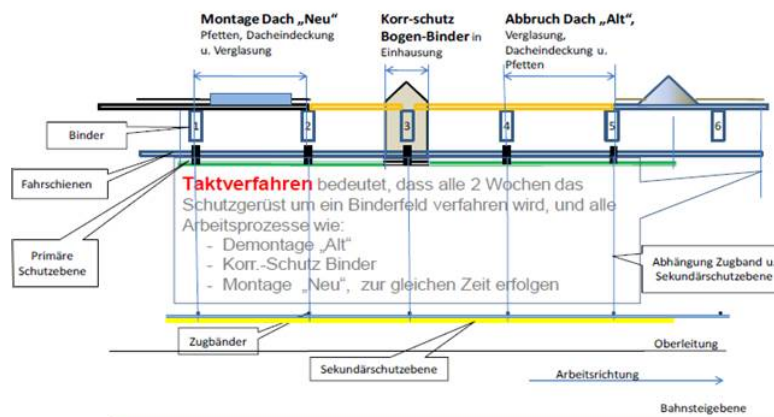 Montage Dach „Neu"
Pfetten, Dacheindeckung
u. Verglasung
Korr-schutz
Bogen-Binder in
Einhausung
Abbruch Dach „Alt",
Verglasung,
Dacheindeckung u.
Pfetten
Binder
1 2 3 4 5 6
Fahrschienen
Primäre
Schutzebene
Taktverfahren bedeutet, dass alle 2 Wochen das
Schutzgerüst um ein Binderfeld verfahren wird, und alle
Arbeitsprozesse wie:
- Demontage „Alt"
- Korr.-Schutz Binder
- Montage „Neu", zur gleichen Zeit erfolgen
Abhängung Zugband u.
Sekundärschutzebene
Zugbänder
Sekundärschutzebene
Oberleitung
Arbeitsrichtung
Bahnsteigebene